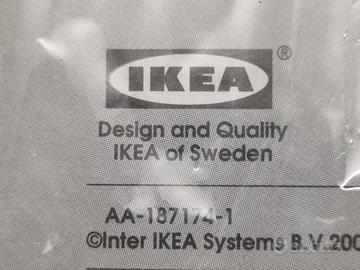 IKEA®
Design and Quality
IKEA of Sweden
AA-187174-1
©Inter IKEA Systems B.V.200